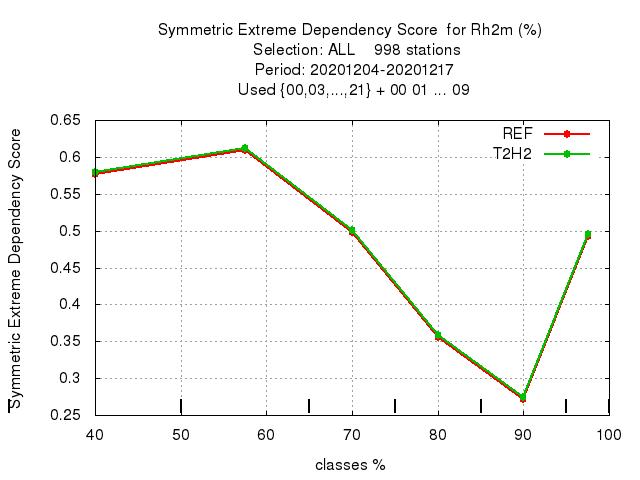 Symmetric Extreme Dependency Score  for Rh2m (%)
Selection: ALL    998 stations
Period: 20201204-20201217
Used {00,03,...,21} + 00 01 ... 09
Symmetric Extreme Dependency Score
0.65
0.6
0.55
0.5
0.45
0.4
0.35
0.3
0.25
REF
T2H2
40 50 60 70 80 90 100
classes %